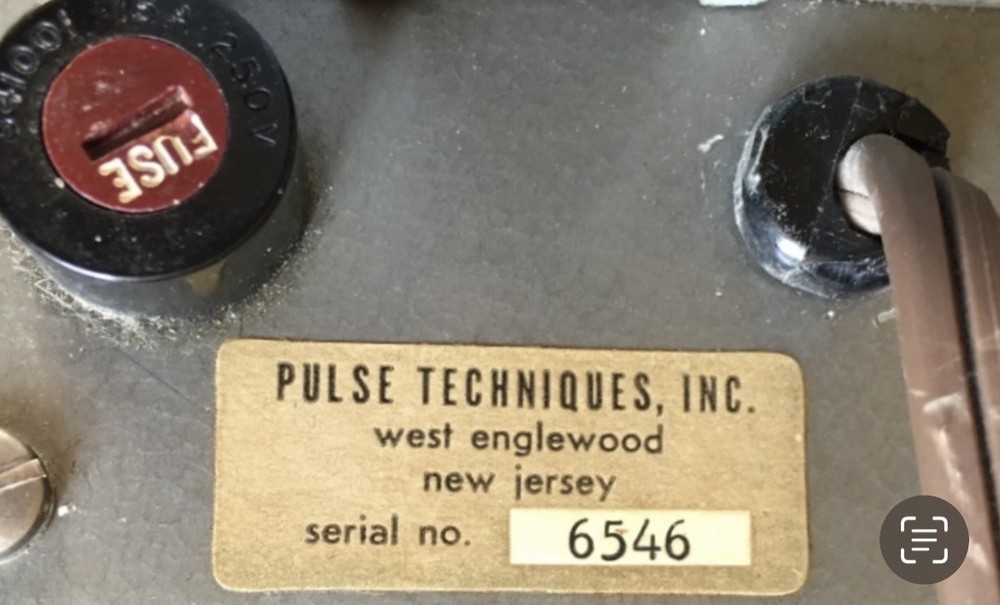 250V
FUSE
PULSE TECHNIQUES, INC.
west englewood
new jersey
serial no. 6546